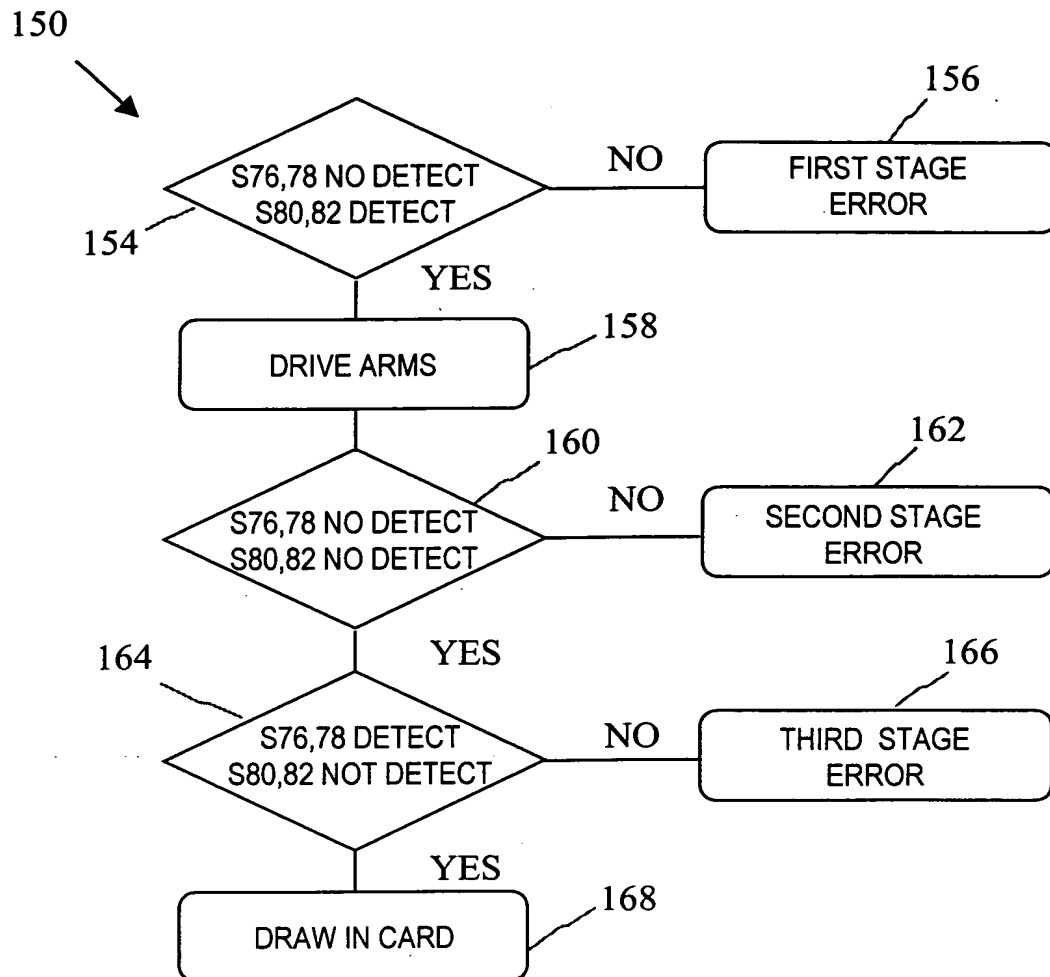 150
156
S76,78 NO DETECT
S80,82 DETECT
NO
FIRST STAGE
ERROR
154
YES
158
DRIVE ARMS
160
162
S76,78 NO DETECT
S80,82 NO DETECT
NO
SECOND STAGE
ERROR
164
YES
166
S76,78 DETECT
S80,82 NOT DETECT
NO
THIRD STAGE
ERROR
YES
168
DRAW IN CARD